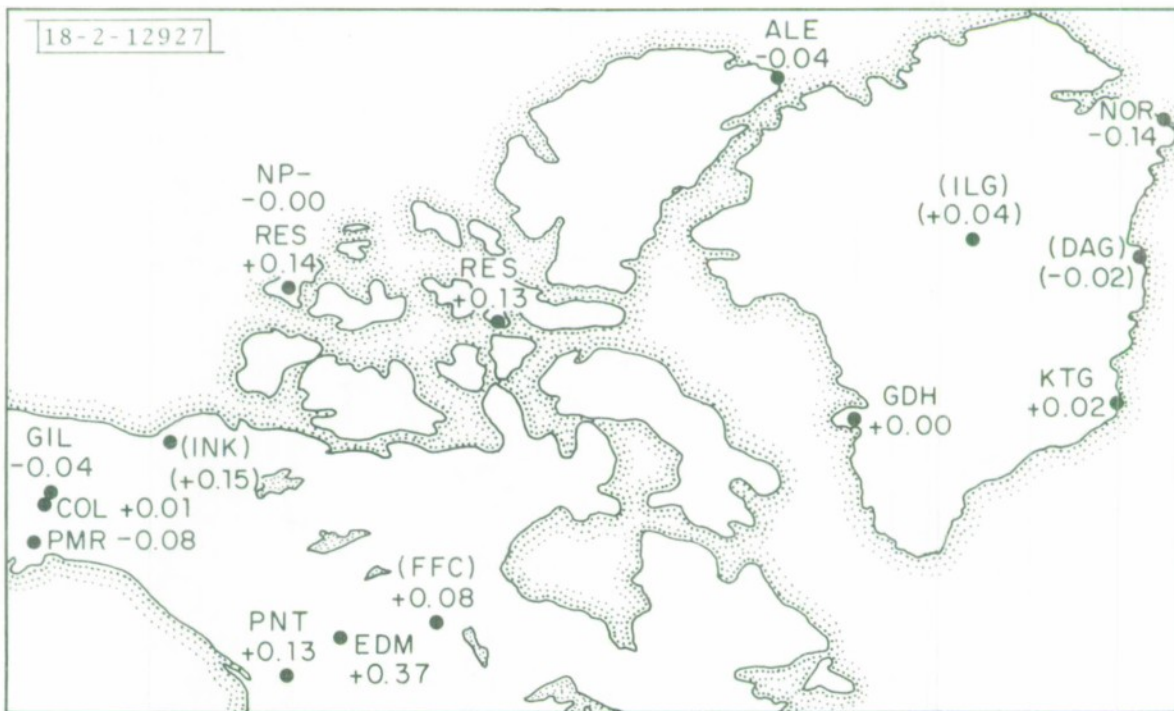 18-2-12927
ALE
-0.04
NOR
-0.14
NP-
-0.00
RES
+0.14
RES
+0.13
(ILG)
(+0.04)
(DAG)
(-0.02)
KTG
+0.02
GDH
+0.00
GIL
-0.04
(INK)
(+0.15)
COL +0.01
PMR -0.08
(FFC)
+0.08
PNT
+0.13
EDM
+0.37